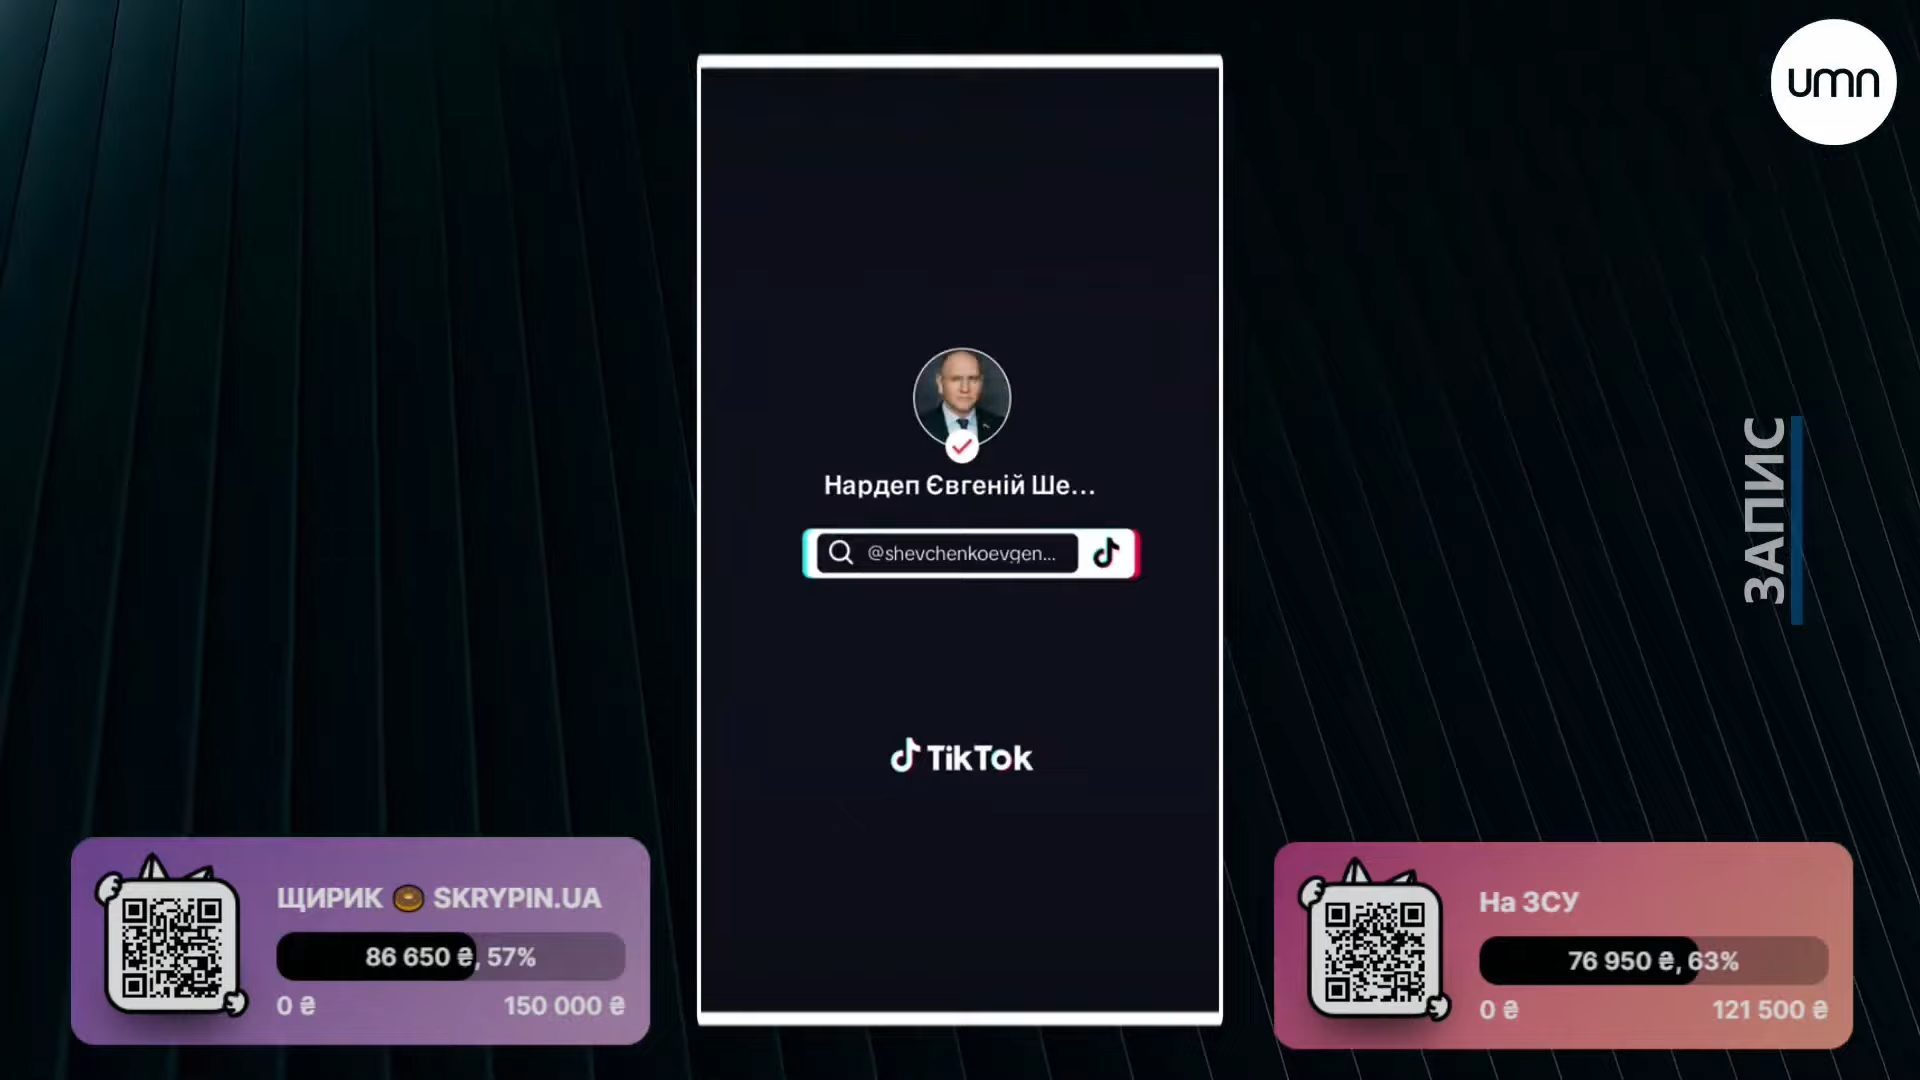 umn
Нардеп Євгеній Ше...
@shevchenkoevgen...
TikTok
ЗАПИС
ЩИРИК 🍩 SKRYPIN.UA
86 650 ₴, 57%
0 ₴ 150 000 ₴
На ЗСУ
76 950 ₴, 63%
0 ₴ 121 500 ₴